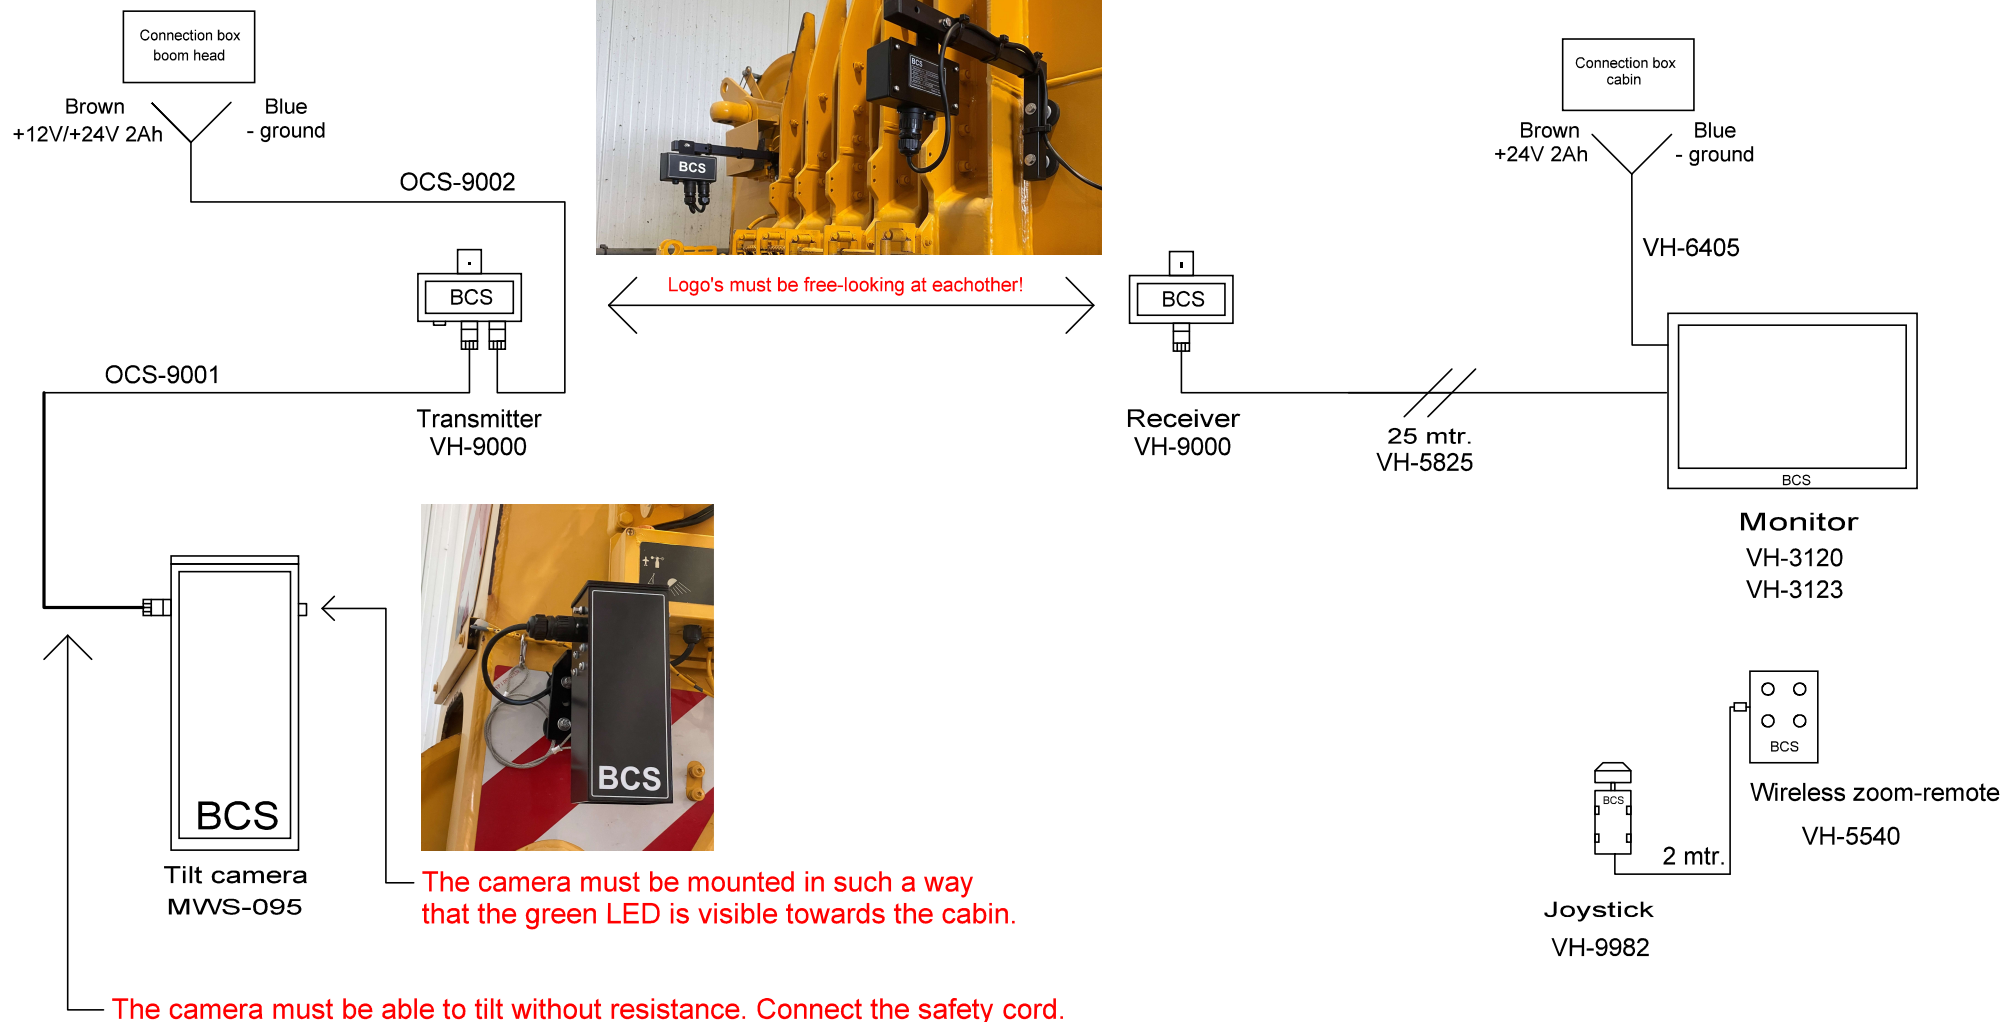 Connection box
boom head
Brown
+12V/+24V 2Ah
Blue
- ground
OCS-9002
BCS
OCS-9001
Transmitter
VH-9000
BCS
BCS
Logo's must be free-looking at eachother!
Connection box
cabin
Brown
+24V 2Ah
Blue
- ground
VH-6405
BCS
Receiver
VH-9000
25 mtr.
VH-5825
BCS
Monitor
VH-3120
VH-3123
BCS
Tilt camera
MWS-095
BCS
The camera must be mounted in such a way
that the green LED is visible towards the cabin.
The camera must be able to tilt without resistance. Connect the safety cord.
BCS
Wireless zoom-remote
VH-5540
BCS
2 mtr.
Joystick
VH-9982